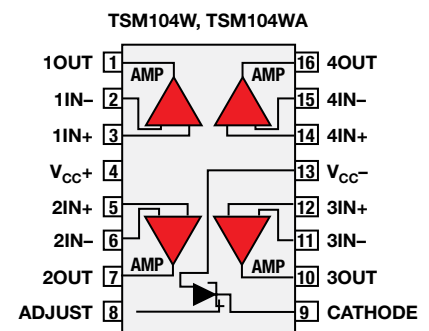 TSM104W, TSM104WA
1OUT 1 AMP AMP 16 4OUT
1IN– 2 15 4IN–
1IN+ 3 14 4IN+
VCC+ 4 13 VCC–
2IN+ 5 12 3IN+
2IN– 6 11 3IN–
2OUT 7 AMP AMP 10 3OUT
ADJUST 8 9 CATHODE